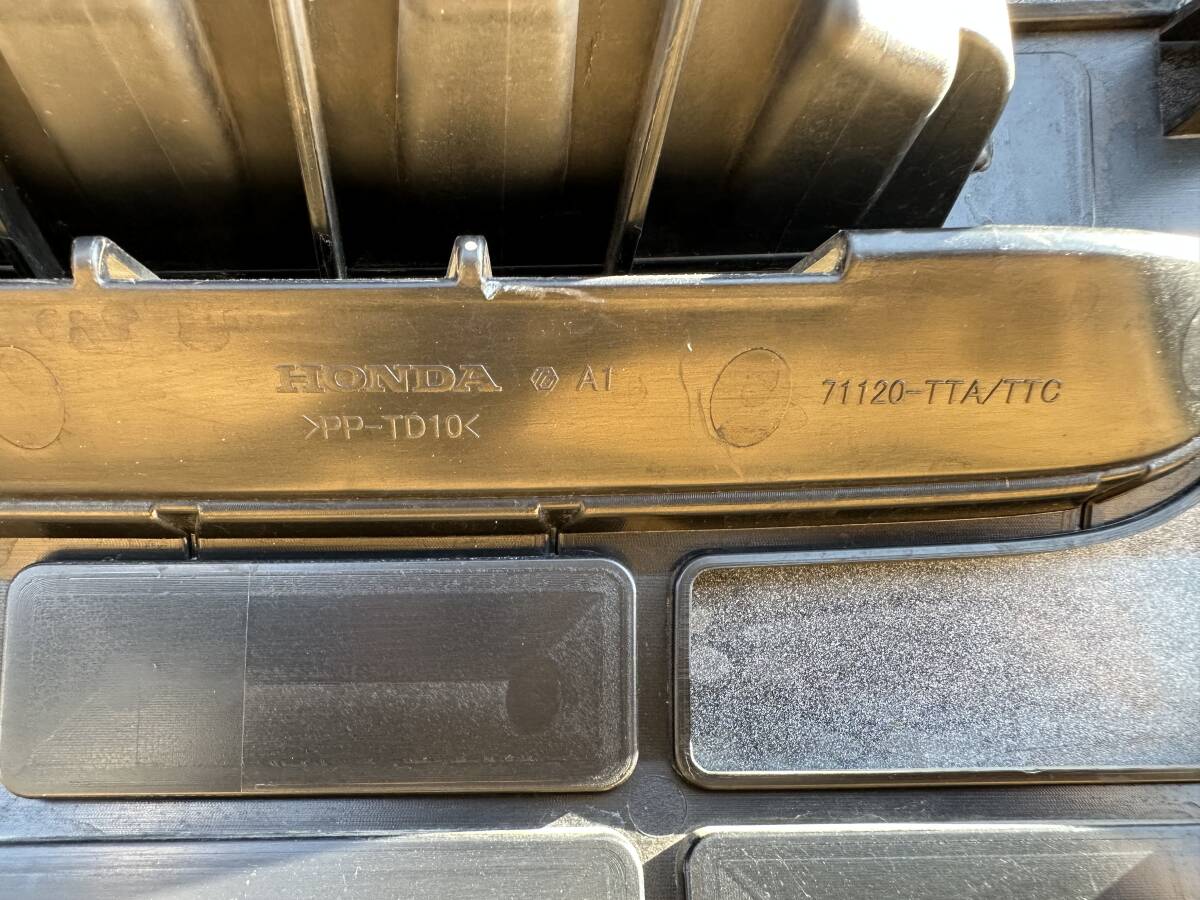 HONDA A1
>PP-TD10<
71120-TTA/TTC